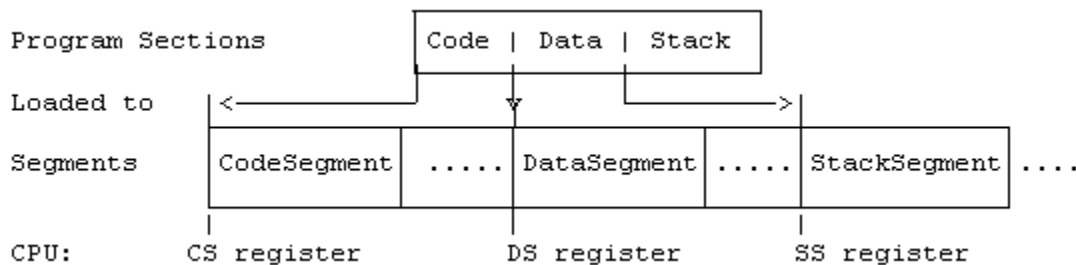 Program Sections Code | Data | Stack
Loaded to
Segments CodeSegment ..... DataSegment ..... StackSegment ....
CPU: CS register DS register SS register